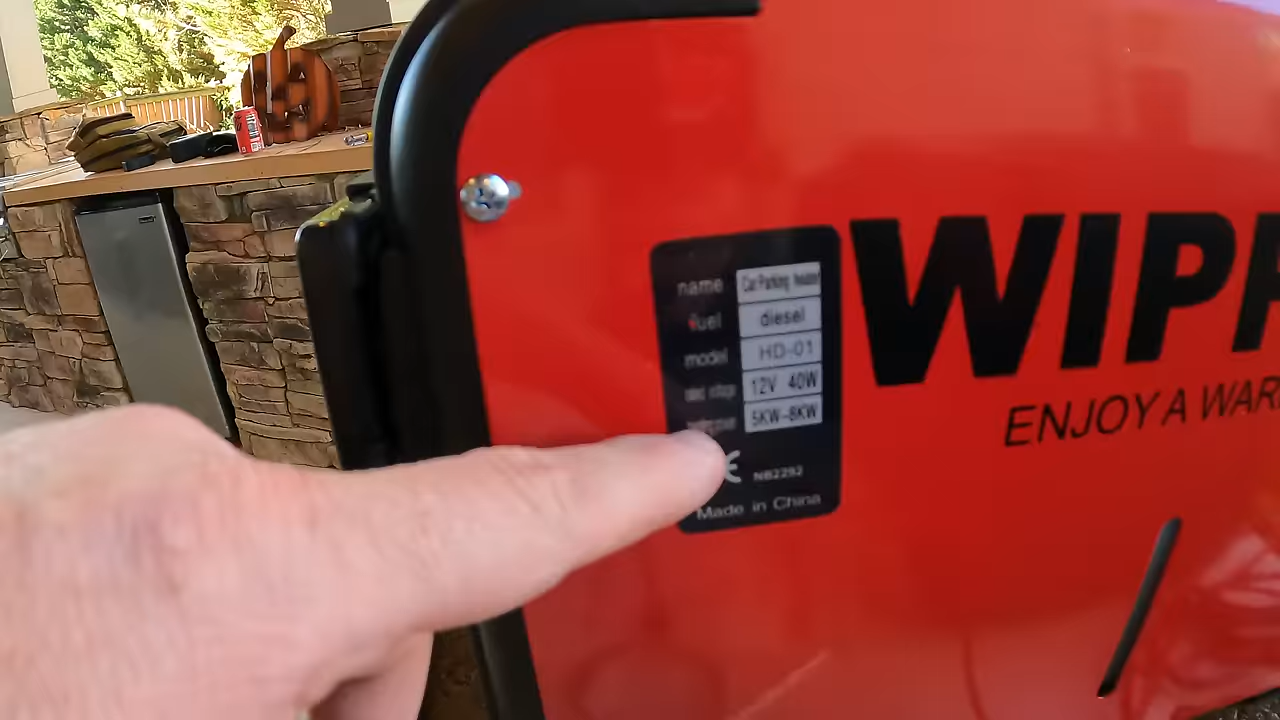 name Car Parking heater
fuel diesel
model HD-01
12V 40W
5KW-8KW
CE NB2292
Made in China
WIPP
ENJOY A WAR